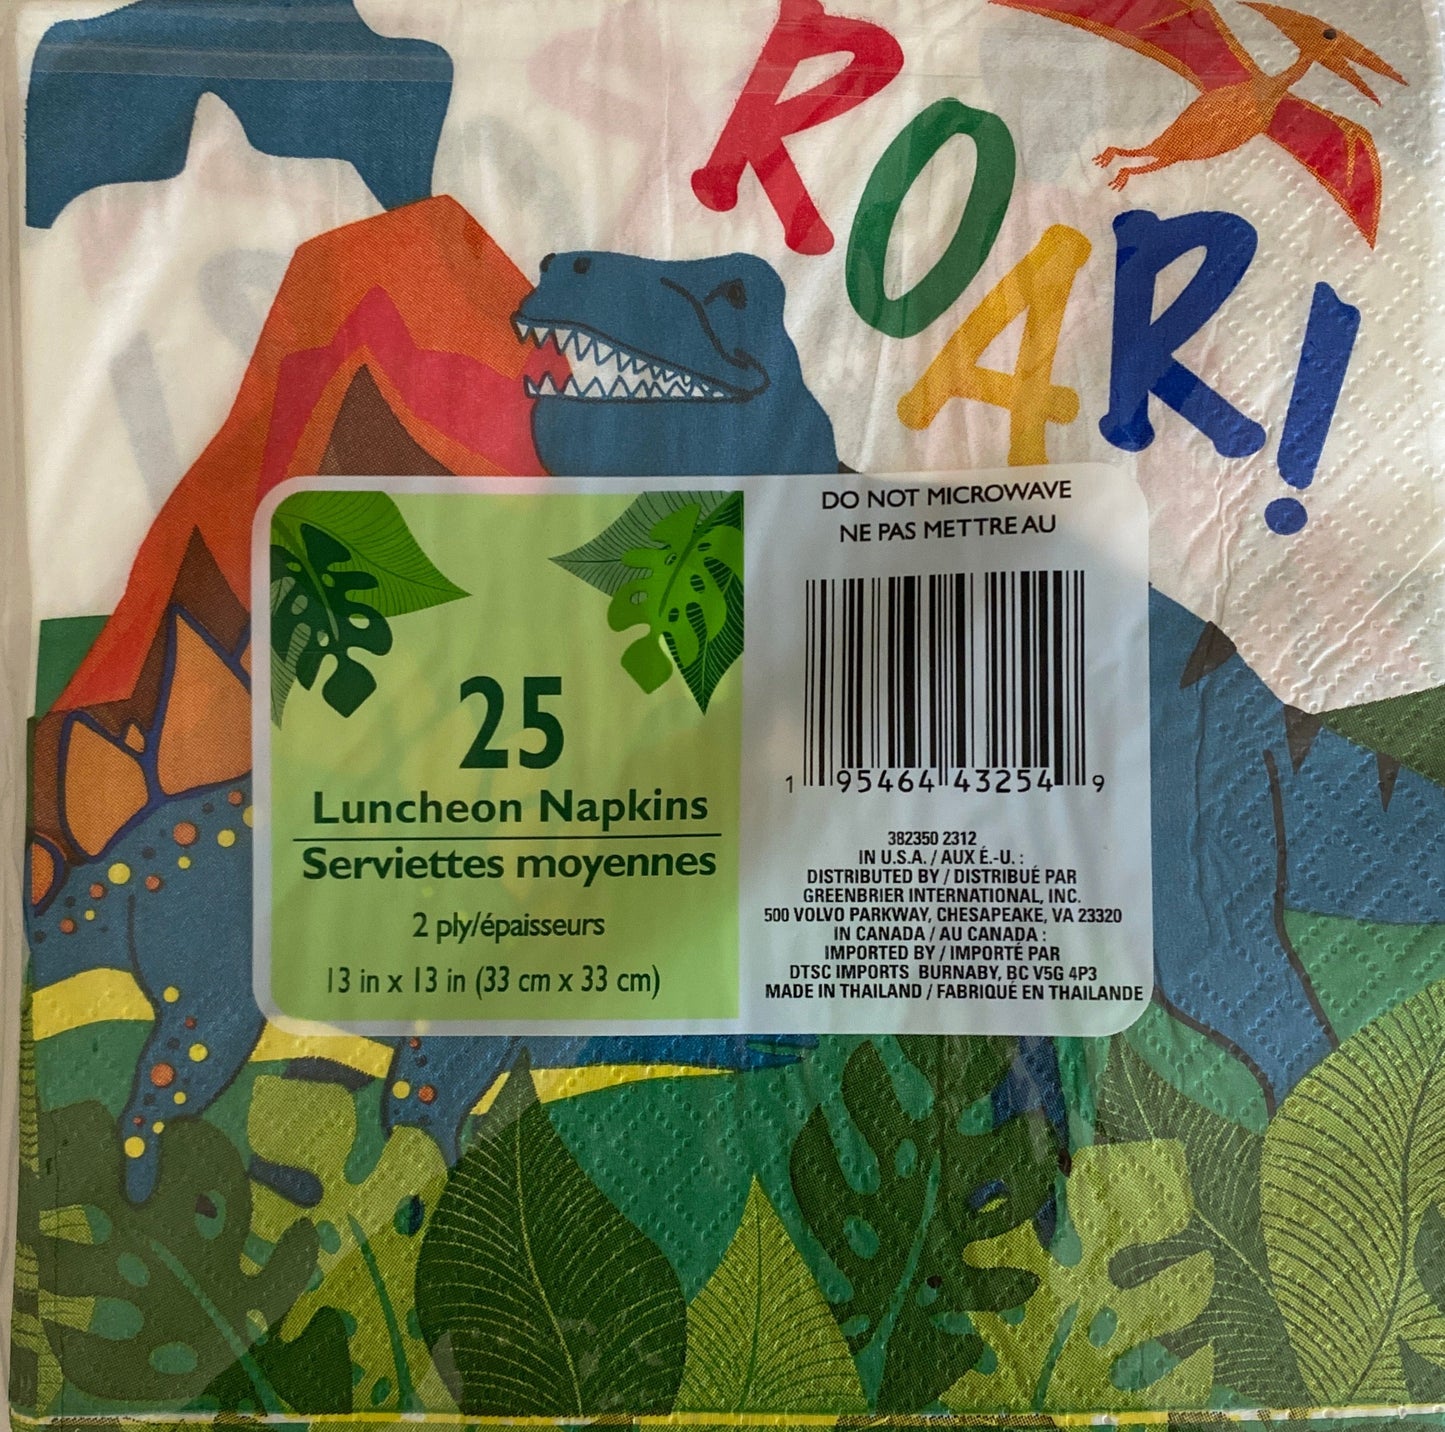 ROAR!
25
Luncheon Napkins
Serviettes moyennes
2 ply/épaisseurs
13 in x 13 in (33 cm x 33 cm)
DO NOT MICROWAVE
NE PAS METTRE AU
1 95464 43254 9
382350 2312
IN U.S.A. / AUX É.-U. :
DISTRIBUTED BY / DISTRIBUÉ PAR
GREENBRIER INTERNATIONAL, INC.
500 VOLVO PARKWAY, CHESAPEAKE, VA 23320
IN CANADA / AU CANADA :
IMPORTED BY / IMPORTÉ PAR
DTSC IMPORTS BURNABY, BC V5G 4P3
MADE IN THAILAND / FABRIQUÉ EN THAILANDE